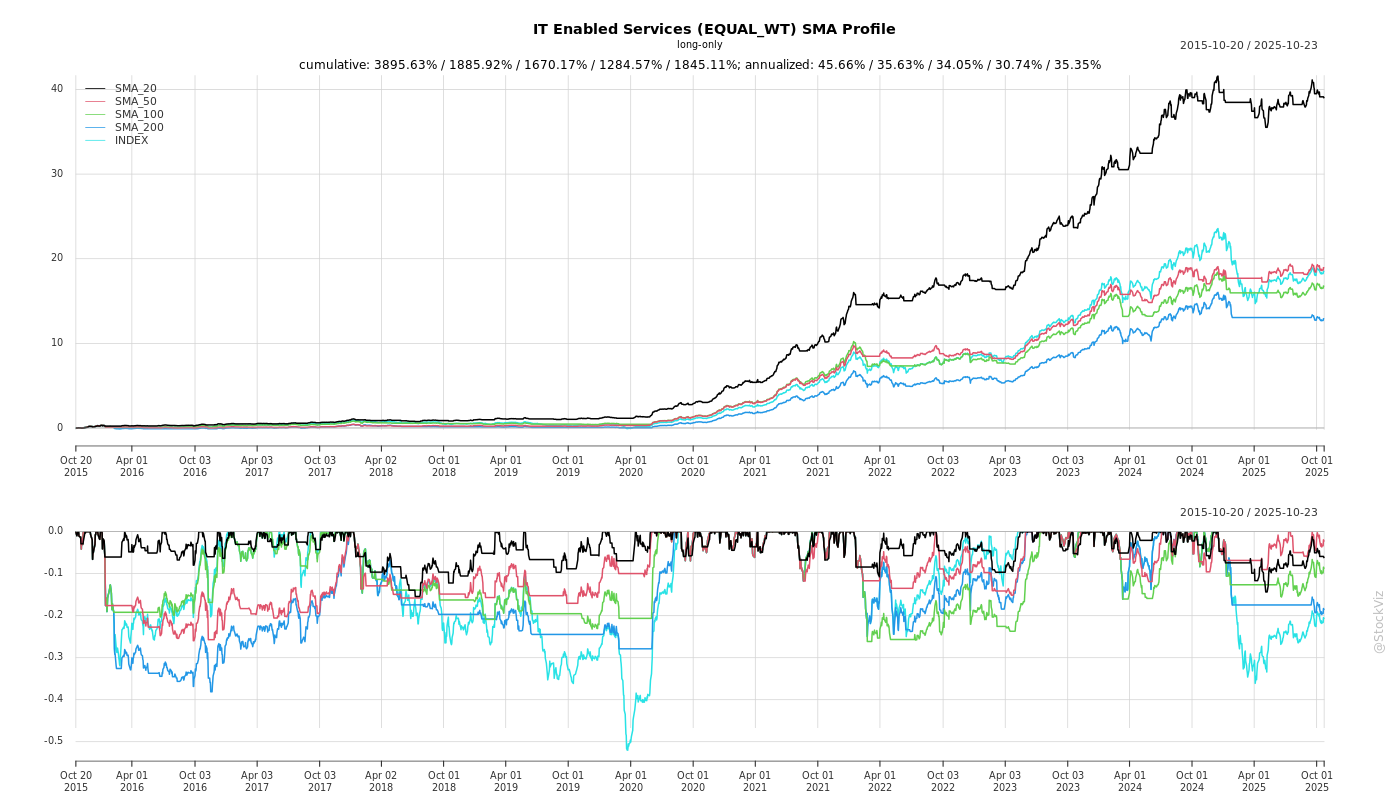 IT Enabled Services (EQUAL_WT) SMA Profile
long-only
2015-10-20 / 2025-10-23
cumulative: 3895.63% / 1885.92% / 1670.17% / 1284.57% / 1845.11%; annualized: 45.66% / 35.63% / 34.05% / 30.74% / 35.35%
SMA_20
SMA_50
SMA_100
SMA_200
INDEX
40
30
20
10
0
Oct 20 Apr 01 Oct 03 Apr 03 Oct 03 Apr 02 Oct 01 Apr 01 Oct 01 Apr 01 Oct 01 Apr 01 Oct 01 Apr 01 Oct 03 Apr 03 Oct 03 Apr 01 Oct 01 Apr 01 Oct 01
2015 2016 2016 2017 2017 2018 2018 2019 2019 2020 2020 2021 2021 2022 2022 2023 2023 2024 2024 2025 2025
2015-10-20 / 2025-10-23
0.0
-0.1
-0.2
-0.3
-0.4
-0.5
Oct 20 Apr 01 Oct 03 Apr 03 Oct 03 Apr 02 Oct 01 Apr 01 Oct 01 Apr 01 Oct 01 Apr 01 Oct 01 Apr 01 Oct 03 Apr 03 Oct 03 Apr 01 Oct 01 Apr 01 Oct 01
2015 2016 2016 2017 2017 2018 2018 2019 2019 2020 2020 2021 2021 2022 2022 2023 2023 2024 2024 2025 2025
@StockViz